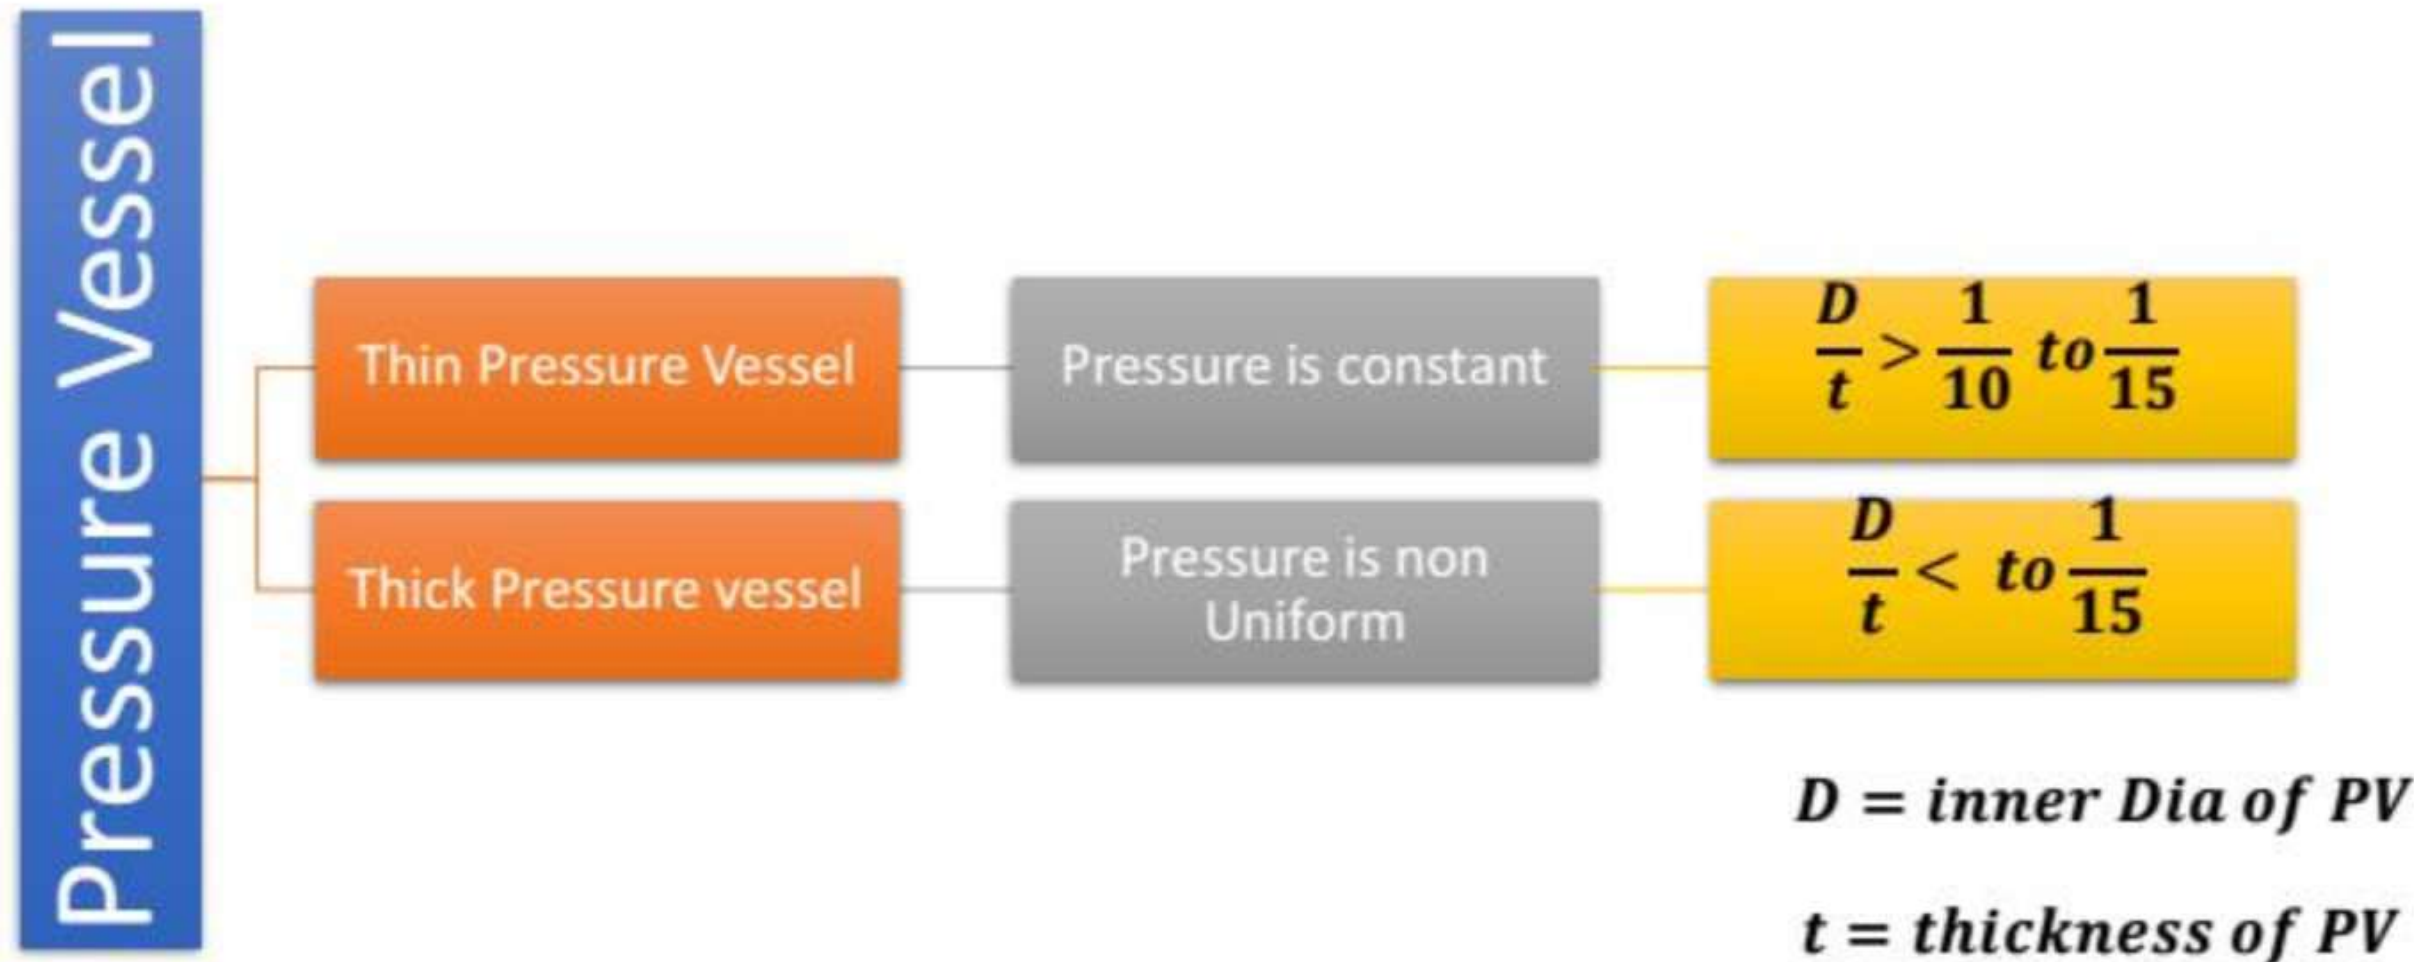 Pressure Vessel
Thin Pressure Vessel
Pressure is constant
D/t > 1/10 to 1/15
Thick Pressure vessel
Pressure is non
Uniform
D/t < to 1/15
D = inner Dia of PV
t = thickness of PV